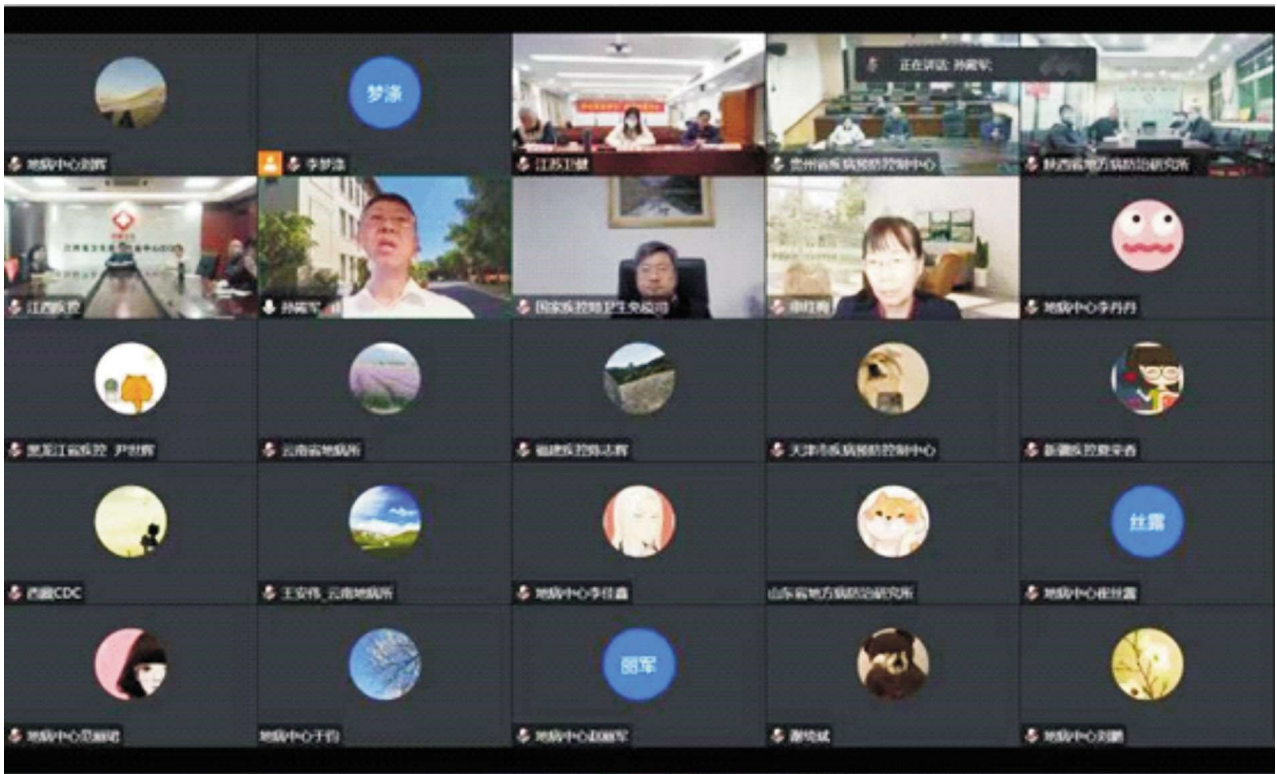 梦涤
正在讲话: 孙殿军;
地病中心刘辉
李梦涤
江苏卫健
贵州省疾病预防控制中心
陕西省地方病防治研究所
江西疾控
孙殿军
国家疾控局卫生免疫司
申红梅
地病中心李丹丹
黑龙江省疾控 尹世辉
云南省地病所
福建疾控陈志辉
天津市疾病预防控制中心
新疆疾控夏荣香
丝露
西藏CDC
王安伟_云南地病所
地病中心李佳鑫
山东省地方病防治研究所
地病中心崔丝露
丽军
地病中心范丽珺
地病中心于钧
地病中心赵丽军
地病中心刘鹏